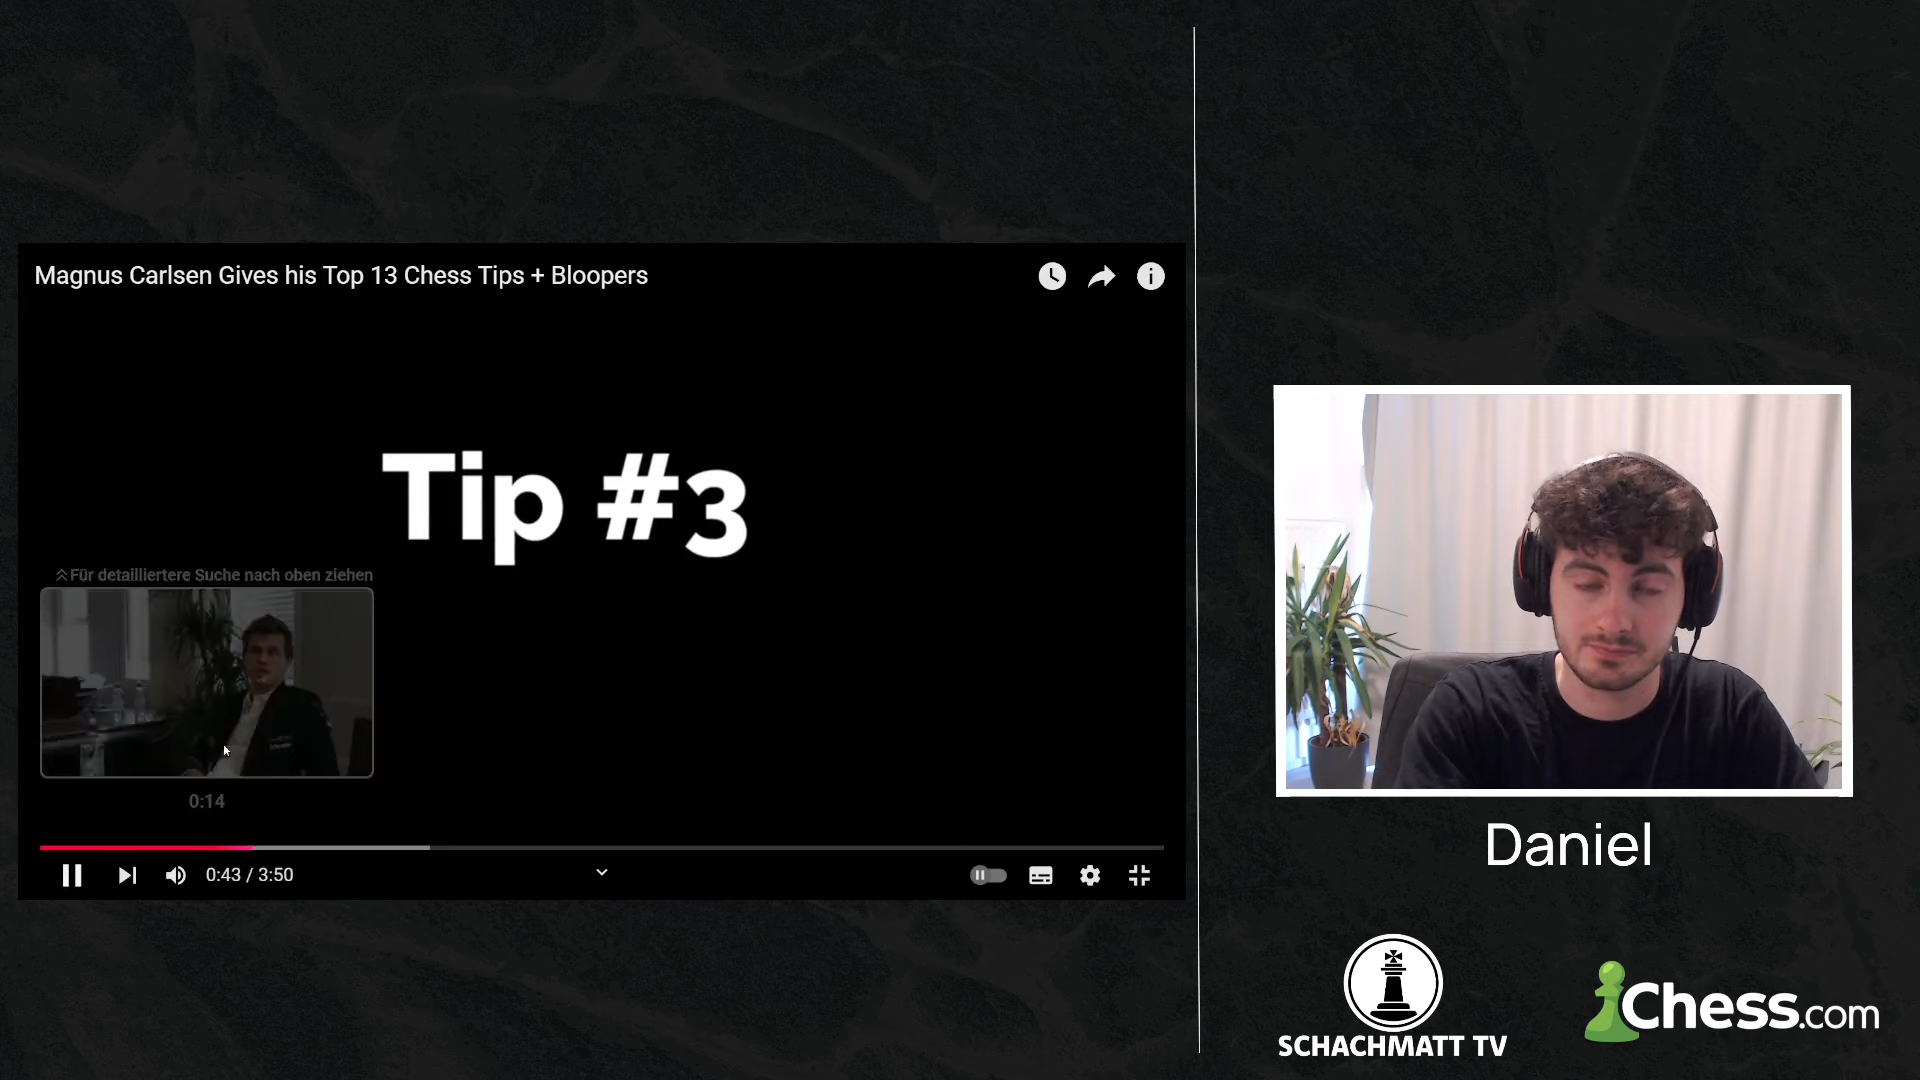 Magnus Carlsen Gives his Top 13 Chess Tips + Bloopers
Tip #3
Für detailliertere Suche nach oben ziehen
0:14
0:43 / 3:50
Daniel
SCHACHMATT TV
Chess.com